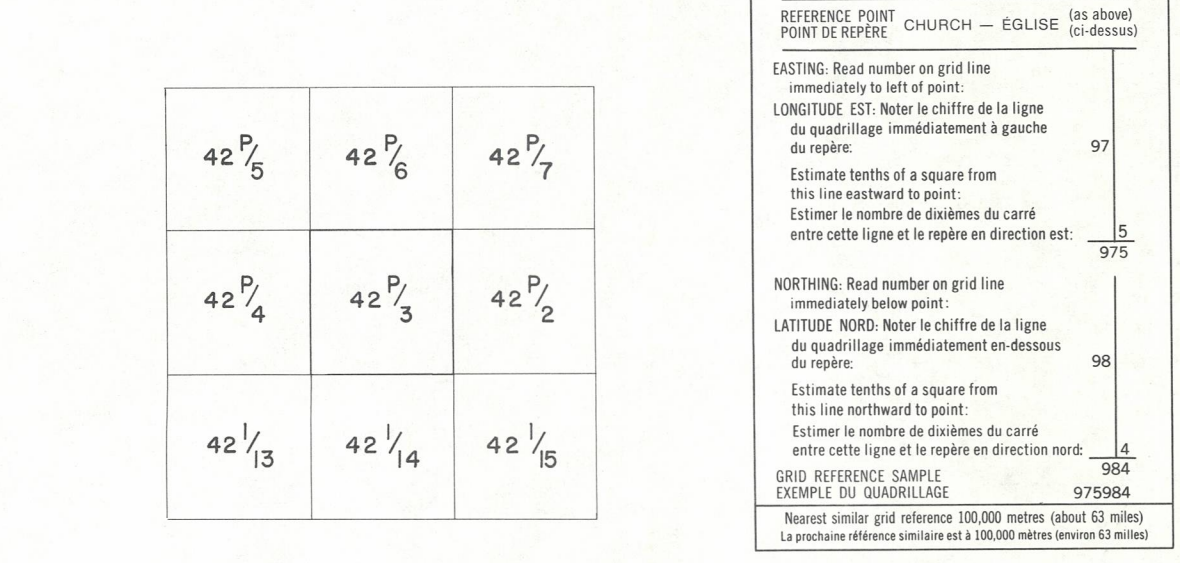 42 P/5 42 P/6 42 P/7
42 P/4 42 P/3 42 P/2
42 I/13 42 I/14 42 I/15
REFERENCE POINT
POINT DE REPÈRE
CHURCH — ÉGLISE
(as above)
(ci-dessus)
EASTING: Read number on grid line
immediately to left of point:
LONGITUDE EST: Noter le chiffre de la ligne
du quadrillage immédiatement à gauche
du repère: 97
Estimate tenths of a square from
this line eastward to point:
Estimer le nombre de dixièmes du carré
entre cette ligne et le repère en direction est: 5
975
NORTHING: Read number on grid line
immediately below point:
LATITUDE NORD: Noter le chiffre de la ligne
du quadrillage immédiatement en-dessous
du repère: 98
Estimate tenths of a square from
this line northward to point:
Estimer le nombre de dixièmes du carré
entre cette ligne et le repère en direction nord: 4
984
GRID REFERENCE SAMPLE
EXEMPLE DU QUADRILLAGE 975984
Nearest similar grid reference 100,000 metres (about 63 miles)
La prochaine référence similaire est à 100,000 mètres (environ 63 milles)